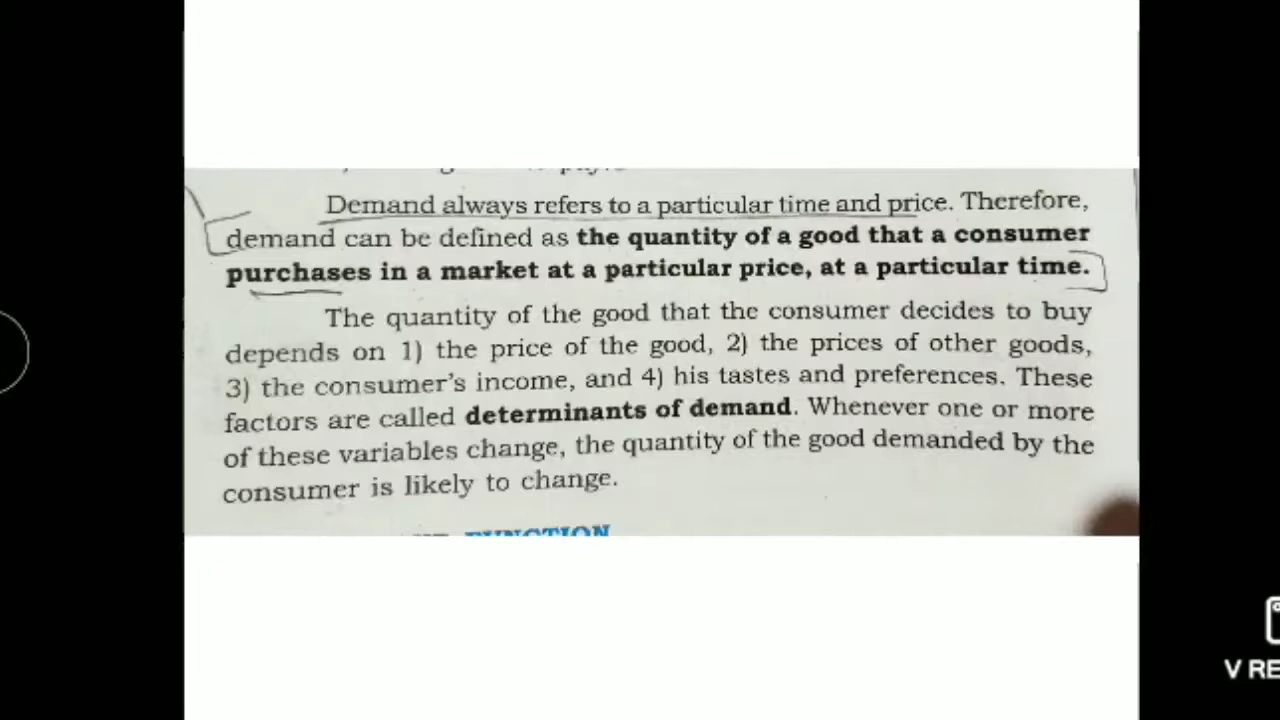 Demand always refers to a particular time and price. Therefore,
demand can be defined as the quantity of a good that a consumer
purchases in a market at a particular price, at a particular time.
The quantity of the good that the consumer decides to buy
depends on 1) the price of the good, 2) the prices of other goods,
3) the consumer's income, and 4) his tastes and preferences. These
factors are called determinants of demand. Whenever one or more
of these variables change, the quantity of the good demanded by the
consumer is likely to change.
FUNCTION
V RE